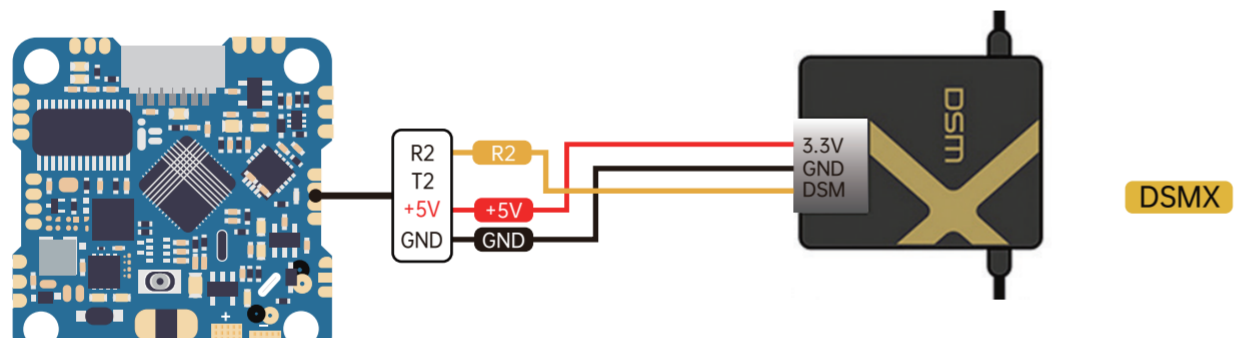 R2
T2
+5V
GND
R2
+5V
GND
3.3V
GND
DSM
DSM
DSMX
+
−